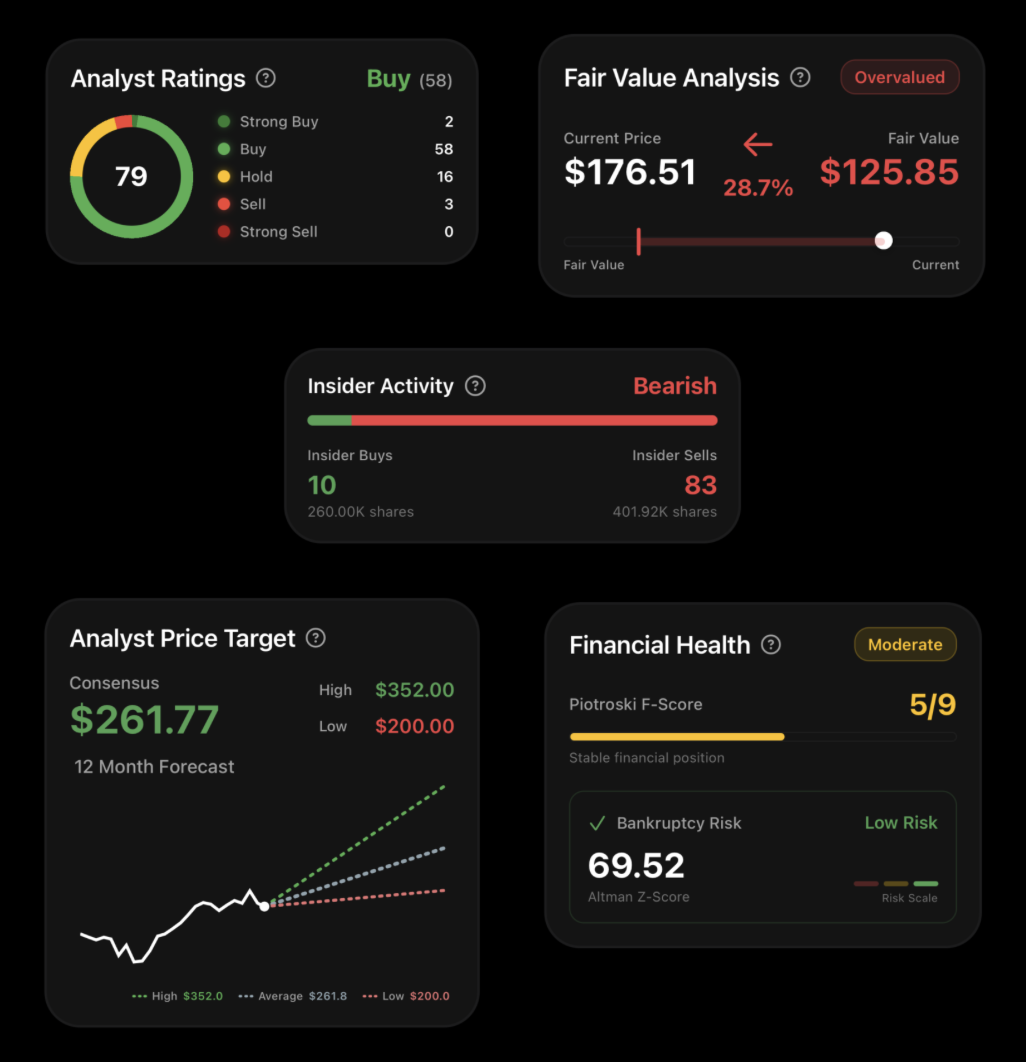 Analyst Ratings ? Buy (58)
Strong Buy 2
Buy 58
79 Hold 16
Sell 3
Strong Sell 0
Fair Value Analysis ? Overvalued
Current Price Fair Value
$176.51 28.7% $125.85
Fair Value Current
Insider Activity ? Bearish
Insider Buys Insider Sells
10 83
260.00K shares 401.92K shares
Analyst Price Target ?
Consensus
$261.77
High $352.00
Low $200.00
12 Month Forecast
High $352.0 Average $261.8 Low $200.0
Financial Health ? Moderate
Piotroski F-Score 5/9
Stable financial position
Bankruptcy Risk Low Risk
69.52
Altman Z-Score Risk Scale